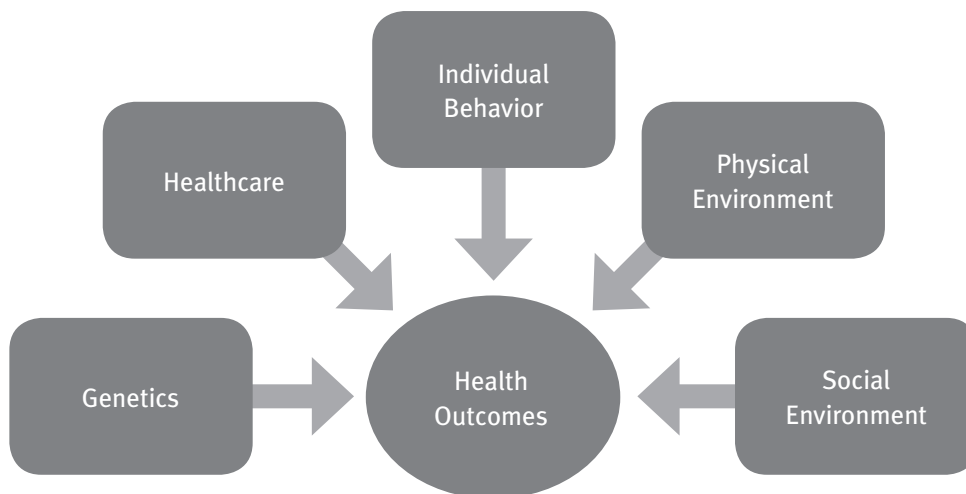 Individual
Behavior
Healthcare
Physical
Environment
Genetics
Health
Outcomes
Social
Environment